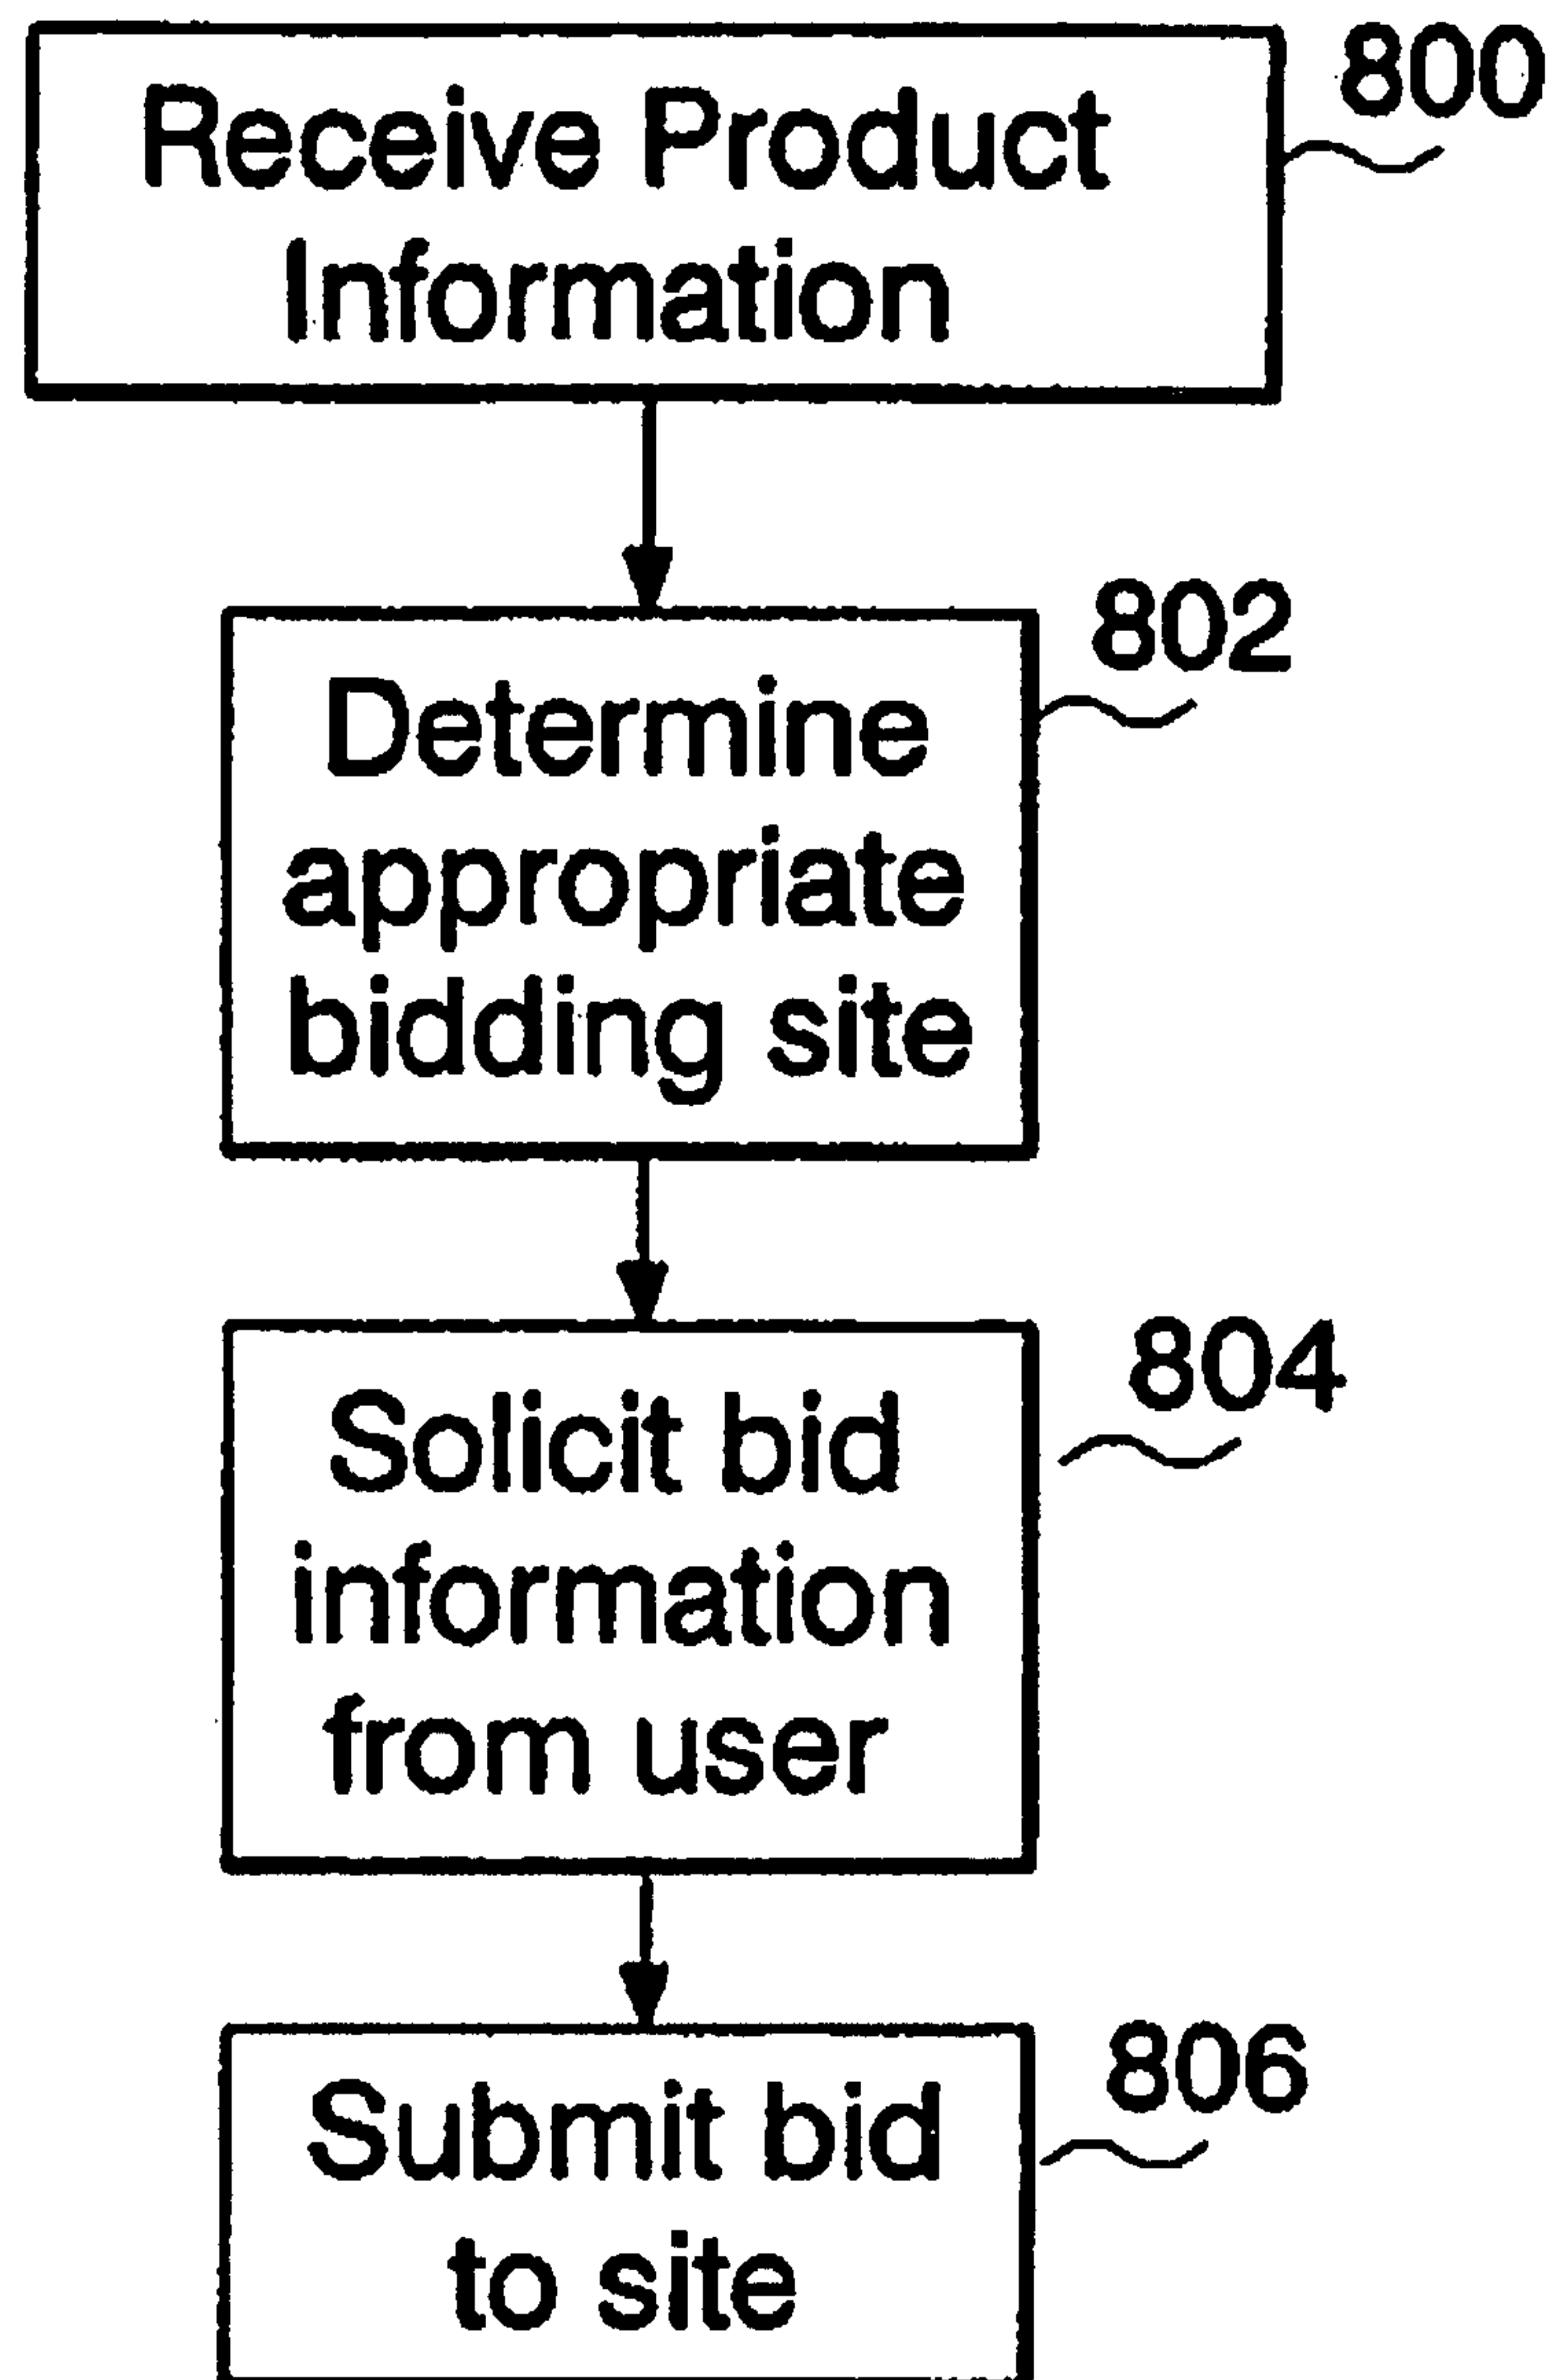 Receive Product
Information
800
Determine
appropriate
bidding site
802
Solicit bid
information
from user
804
Submit bid
to site
806